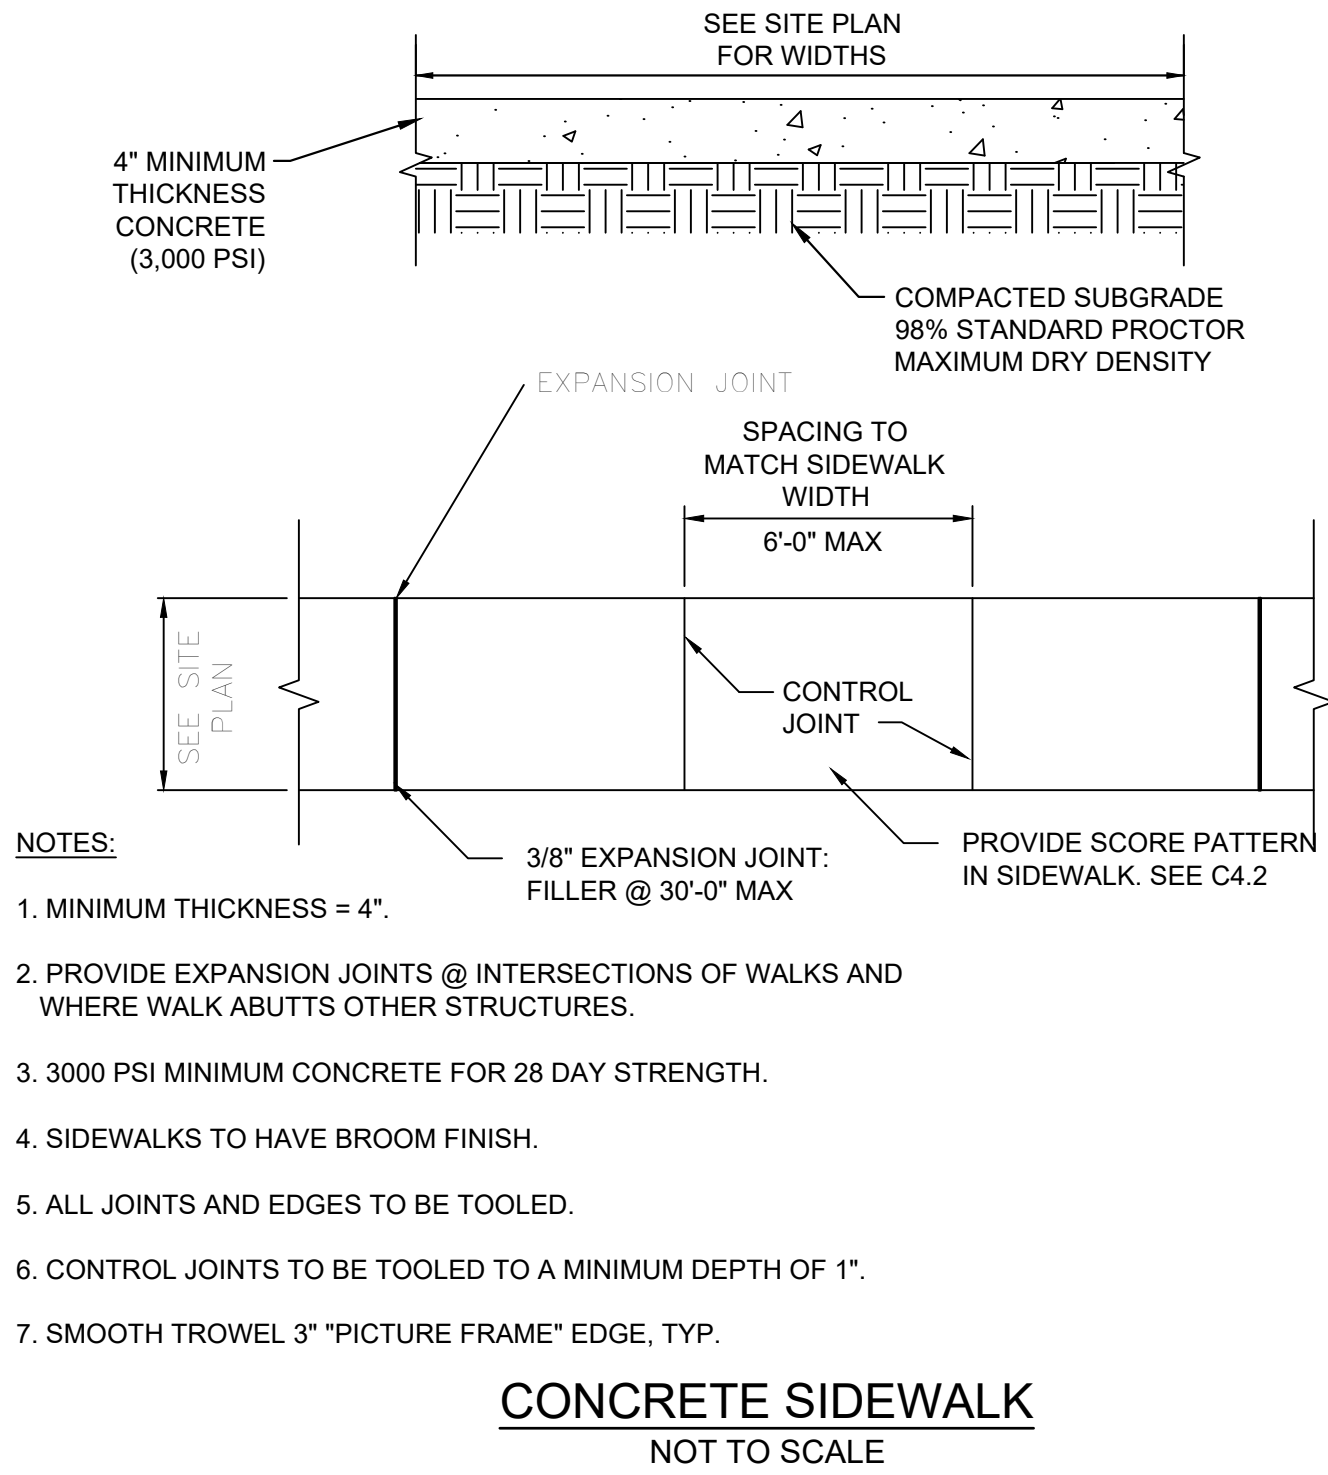 SEE SITE PLAN
FOR WIDTHS
4" MINIMUM
THICKNESS
CONCRETE
(3,000 PSI)
COMPACTED SUBGRADE
98% STANDARD PROCTOR
MAXIMUM DRY DENSITY
EXPANSION JOINT
SPACING TO
MATCH SIDEWALK
WIDTH
6'-0" MAX
SEE SITE
PLAN
CONTROL
JOINT
3/8" EXPANSION JOINT:
FILLER @ 30'-0" MAX
PROVIDE SCORE PATTERN
IN SIDEWALK. SEE C4.2
NOTES:
1. MINIMUM THICKNESS = 4".
2. PROVIDE EXPANSION JOINTS @ INTERSECTIONS OF WALKS AND
WHERE WALK ABUTTS OTHER STRUCTURES.
3. 3000 PSI MINIMUM CONCRETE FOR 28 DAY STRENGTH.
4. SIDEWALKS TO HAVE BROOM FINISH.
5. ALL JOINTS AND EDGES TO BE TOOLED.
6. CONTROL JOINTS TO BE TOOLED TO A MINIMUM DEPTH OF 1".
7. SMOOTH TROWEL 3" "PICTURE FRAME" EDGE, TYP.
CONCRETE SIDEWALK
NOT TO SCALE